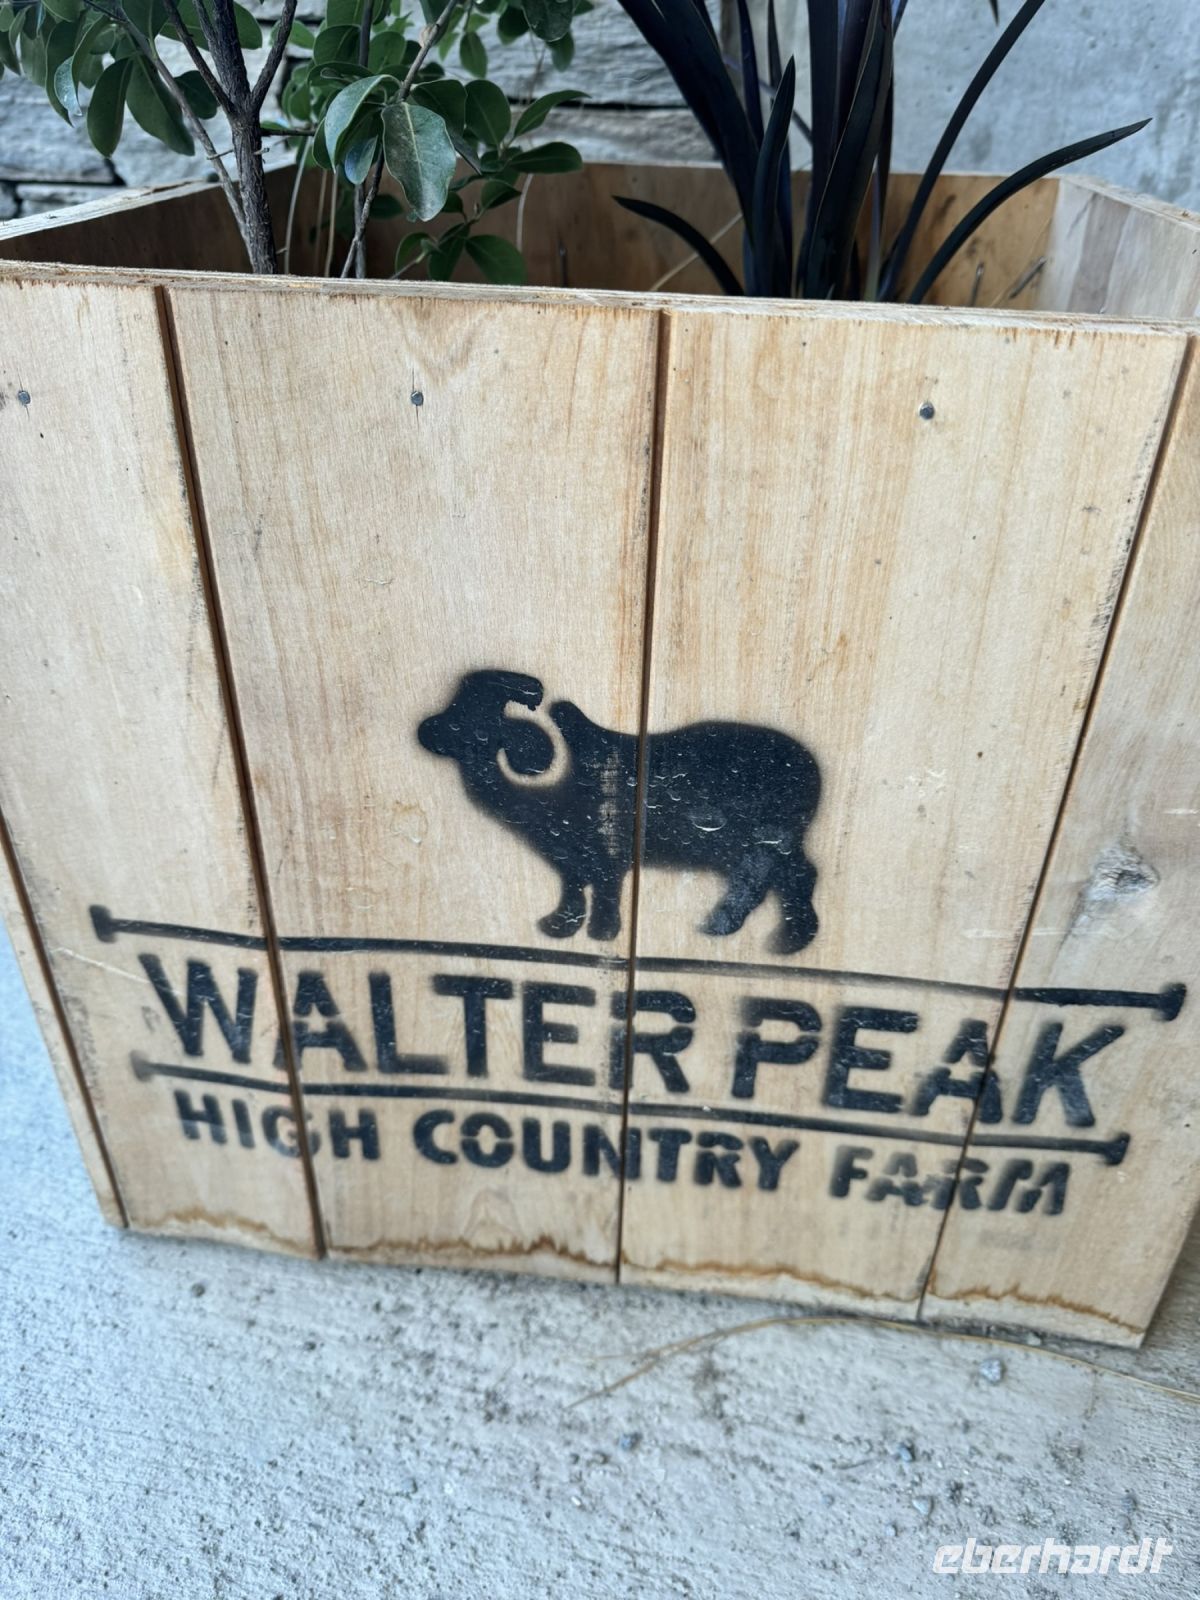 WALTER PEAK
HIGH COUNTRY FARM
eberhardt